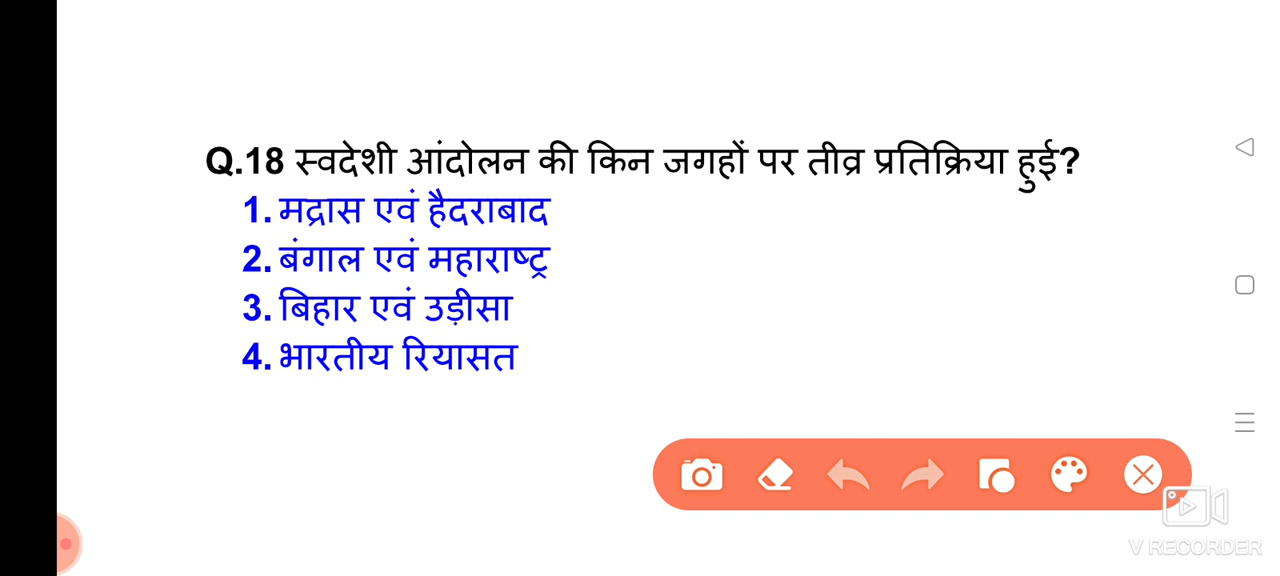 Q.18 स्वदेशी आंदोलन की किन जगहों पर तीव्र प्रतिक्रिया हुई?
1. मद्रास एवं हैदराबाद
2. बंगाल एवं महाराष्ट्र
3. बिहार एवं उड़ीसा
4. भारतीय रियासत
V RECORDER